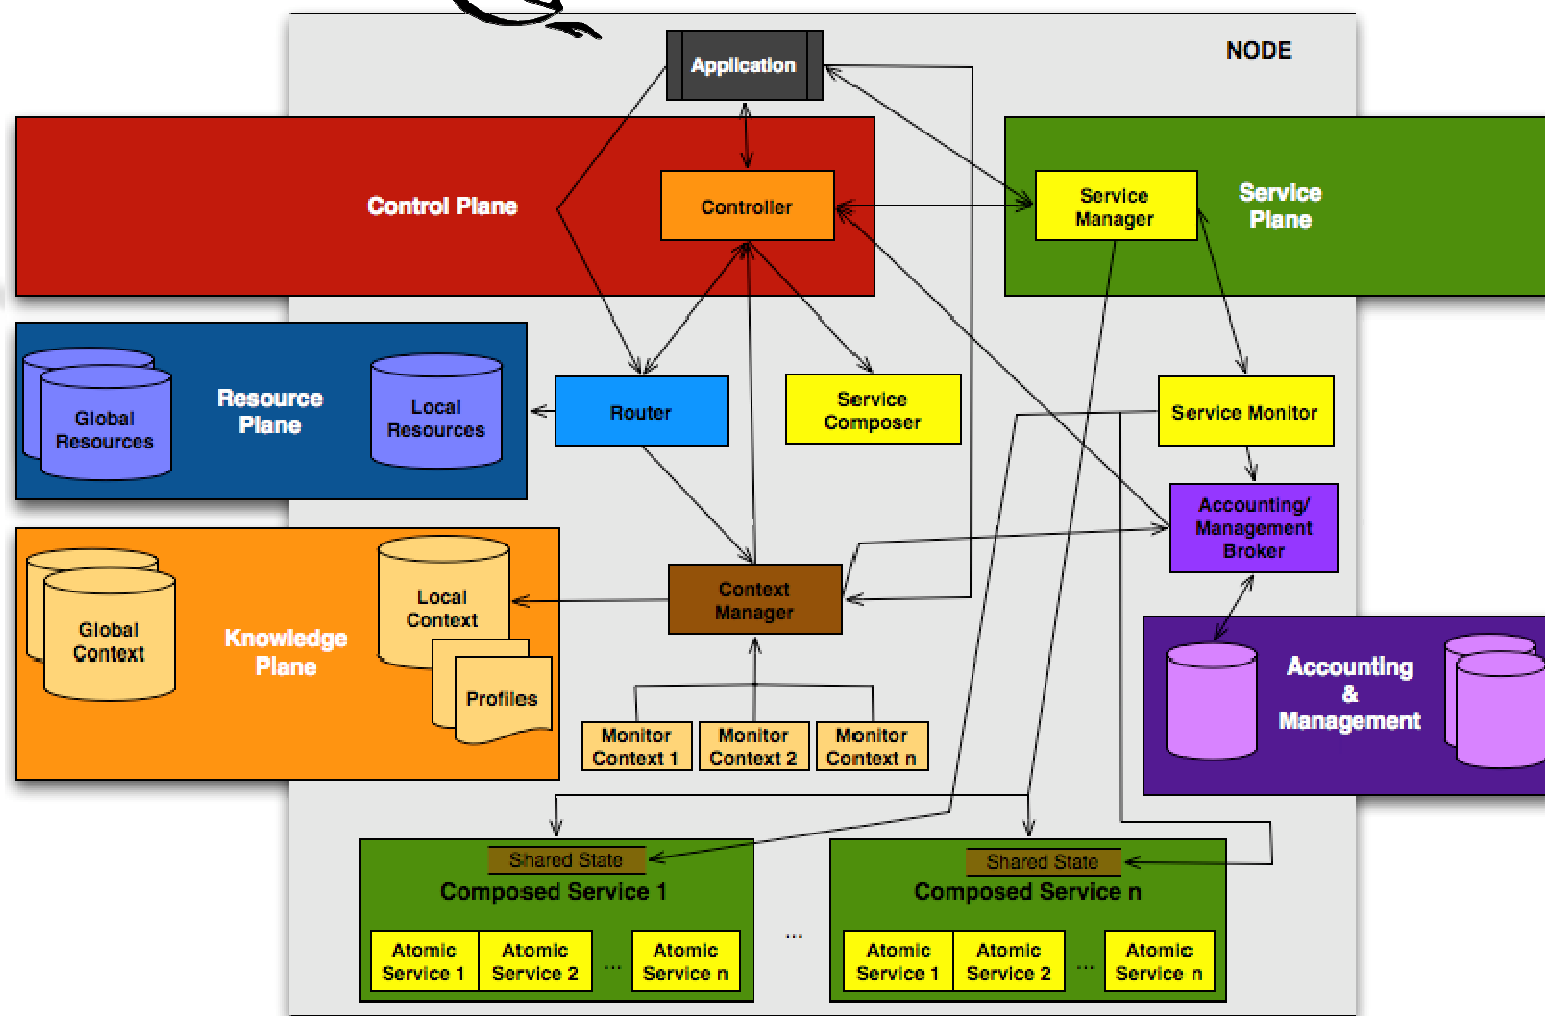 NODE
Application
Control Plane
Controller
Service
Manager
Service
Plane
Global
Resources
Resource
Plane
Local
Resources
Router
Service
Composer
Service Monitor
Accounting/
Management
Broker
Global
Context
Knowledge
Plane
Local
Context
Profiles
Context
Manager
Monitor
Context 1
Monitor
Context 2
Monitor
Context n
Accounting
&
Management
Shared State
Composed Service 1
Atomic
Service 1
Atomic
Service 2
...
Atomic
Service n
...
Shared State
Composed Service n
Atomic
Service 1
Atomic
Service 2
...
Atomic
Service n